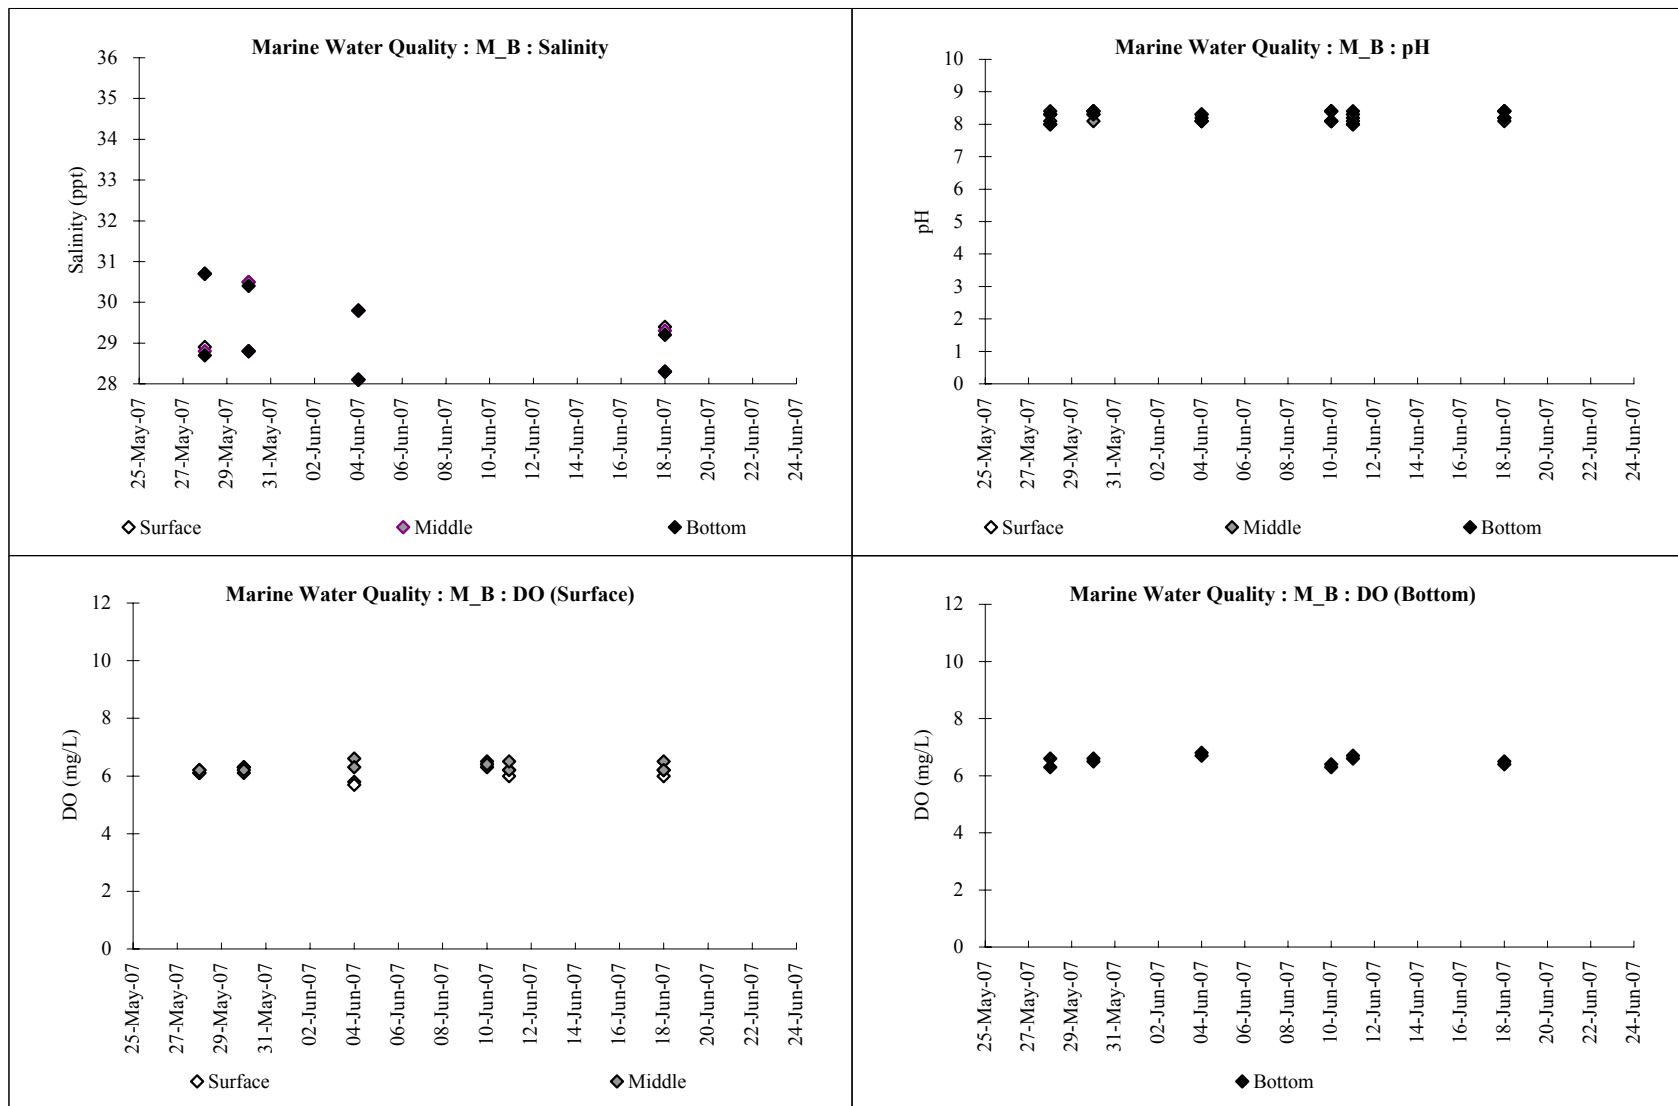 Marine Water Quality : M_B : Salinity
36
35
34
33
32
31
30
29
28
Salinity (ppt)
25-May-07
27-May-07
29-May-07
31-May-07
02-Jun-07
04-Jun-07
06-Jun-07
08-Jun-07
10-Jun-07
12-Jun-07
14-Jun-07
16-Jun-07
18-Jun-07
20-Jun-07
22-Jun-07
24-Jun-07
Surface Middle Bottom
Marine Water Quality : M_B : pH
10
9
8
7
6
5
4
3
2
1
0
pH
25-May-07
27-May-07
29-May-07
31-May-07
02-Jun-07
04-Jun-07
06-Jun-07
08-Jun-07
10-Jun-07
12-Jun-07
14-Jun-07
16-Jun-07
18-Jun-07
20-Jun-07
22-Jun-07
24-Jun-07
Surface Middle Bottom
Marine Water Quality : M_B : DO (Surface)
12
10
8
6
4
2
0
DO (mg/L)
25-May-07
27-May-07
29-May-07
31-May-07
02-Jun-07
04-Jun-07
06-Jun-07
08-Jun-07
10-Jun-07
12-Jun-07
14-Jun-07
16-Jun-07
18-Jun-07
20-Jun-07
22-Jun-07
24-Jun-07
Surface Middle
Marine Water Quality : M_B : DO (Bottom)
12
10
8
6
4
2
0
DO (mg/L)
25-May-07
27-May-07
29-May-07
31-May-07
02-Jun-07
04-Jun-07
06-Jun-07
08-Jun-07
10-Jun-07
12-Jun-07
14-Jun-07
16-Jun-07
18-Jun-07
20-Jun-07
22-Jun-07
24-Jun-07
Bottom